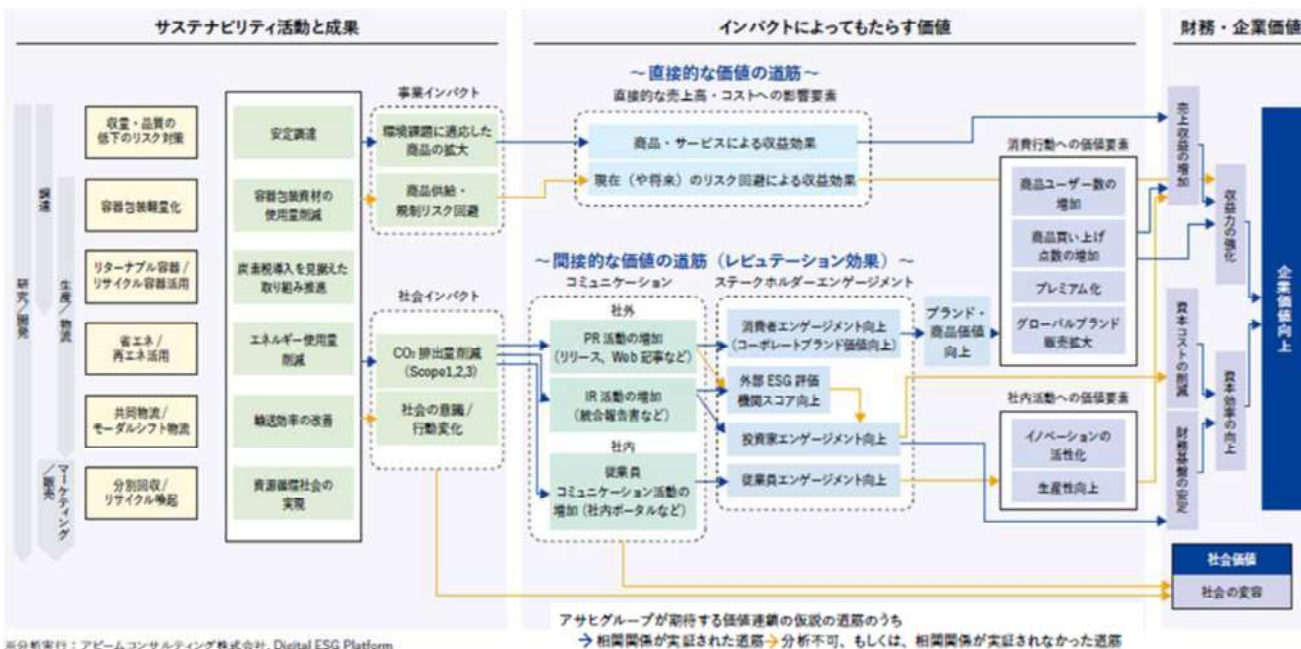 サステナビリティ活動と成果
インパクトによってもたらす価値
財務・企業価値
研究/開発
調達
生産/物流
マーケティング
/販売
収量・品質の
低下のリスク対策
容器包装軽量化
リターナブル容器/
リサイクル容器活用
省エネ/
再エネ活用
共同物流/
モーダルシフト物流
分別回収/
リサイクル喚起
安定調達
容器包装資材の
使用量削減
炭素税導入を見据えた
取り組み推進
エネルギー使用量
削減
輸送効率の改善
資源循環社会の
実現
事業インパクト
環境課題に適応した
商品の拡大
商品供給・
規制リスク回避
社会インパクト
CO₂排出量削減
(Scope1,2,3)
社会の意識/
行動変化
～直接的な価値の道筋～
直接的な売上高・コストへの影響要素
商品・サービスによる収益効果
現在（や将来）のリスク回避による収益効果
～間接的な価値の道筋（レピュテーション効果）～
コミュニケーション
社外
PR活動の増加
(リリース、Web記事など)
IR活動の増加
(統合報告書など)
社内
従業員
コミュニケーション活動の
増加(社内ポータルなど)
ステークホルダーエンゲージメント
消費者エンゲージメント向上
(コーポレートブランド価値向上)
外部ESG評価
機関スコア向上
投資家エンゲージメント向上
従業員エンゲージメント向上
ブランド・
商品価値
向上
消費行動への価値要素
商品ユーザー数の
増加
商品買い上げ
点数の増加
プレミアム化
グローバルブランド
販売拡大
社内活動への価値要素
イノベーションの
活性化
生産性向上
売上収益の増加
収益力の強化
資本コストの削減
財務基盤の安定
資本効率の向上
企業価値向上
社会価値
社会の変容
アサヒグループが期待する価値連鎖の仮説の道筋のうち
→相関関係が実証された道筋→分析不可、もしくは、相関関係が実証されなかった道筋
※分析実行：アビームコンサルティング株式会社, Digital ESG Platform